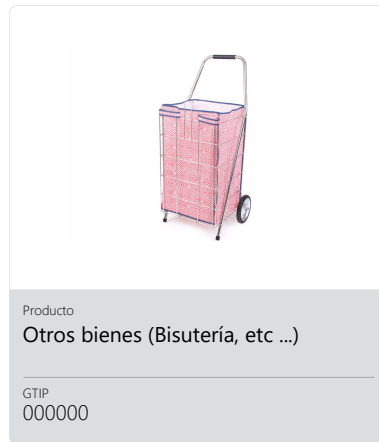 Producto
Otros bienes (Bisutería, etc ...)
GTIP
000000